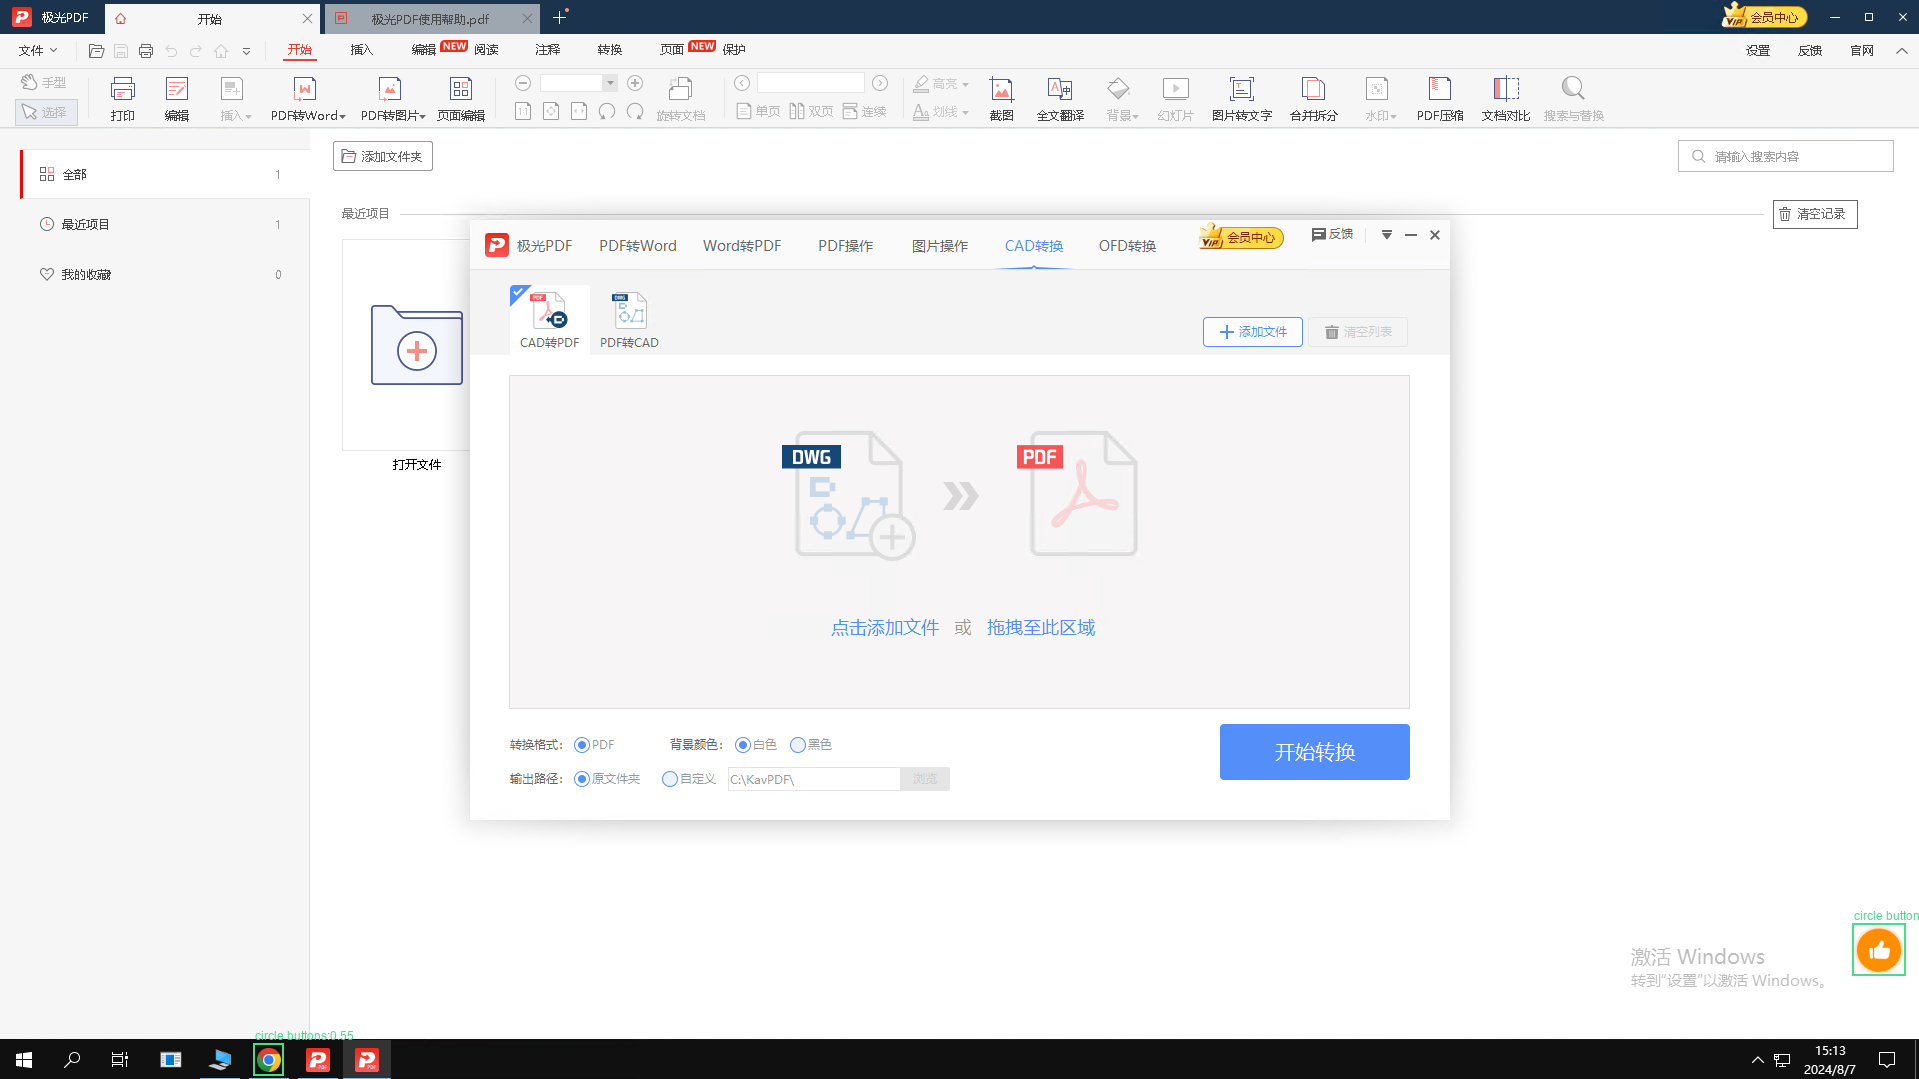 极光PDF
开始
极光PDF使用帮助.pdf
会员中心
文件
开始
插入
编辑
NEW
阅读
注释
转换
页面
NEW
保护
设置
反馈
官网
手型
选择
打印
编辑
插入
PDF转Word
PDF转图片
页面编辑
旋转文档
单页
双页
连续
高亮
划线
截图
全文翻译
背景
幻灯片
图片转文字
合并拆分
水印
PDF压缩
文档对比
搜索与替换
全部
1
最近项目
1
我的收藏
0
添加文件夹
请输入搜索内容
最近项目
清空记录
打开文件
极光PDF
PDF转Word
Word转PDF
PDF操作
图片操作
CAD转换
OFD转换
VIP
会员中心
反馈
CAD转PDF
PDF转CAD
添加文件
清空列表
DWG
PDF
点击添加文件 或 拖拽至此区域
转换格式：
PDF
背景颜色：
白色
黑色
输出路径：
原文件夹
自定义
C:\KavPDF\
浏览
开始转换
circle button
激活 Windows
转到“设置”以激活 Windows。
circle buttons:0.55
15:13
2024/8/7